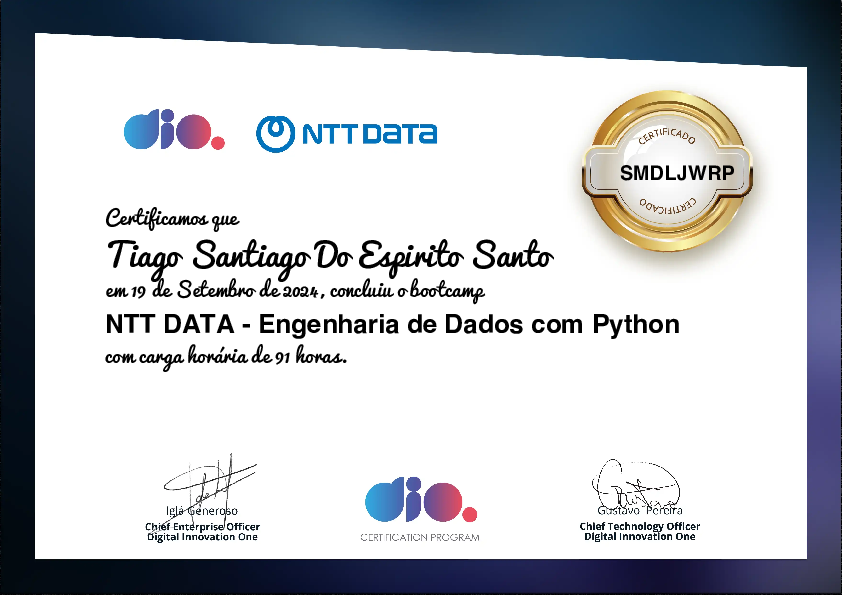 dio.
NTT DATA
CERTIFICADO
SMDLJWRP
CERTIFICADO
Certificamos que
Tiago Santiago Do Espirito Santo
em 19 de Setembro de 2024, concluiu o bootcamp
NTT DATA - Engenharia de Dados com Python
com carga horária de 91 horas.
Iglá Generoso
Chief Enterprise Officer
Digital Innovation One
dio.
CERTIFICATION PROGRAM
Gustavo Pereira
Chief Technology Officer
Digital Innovation One